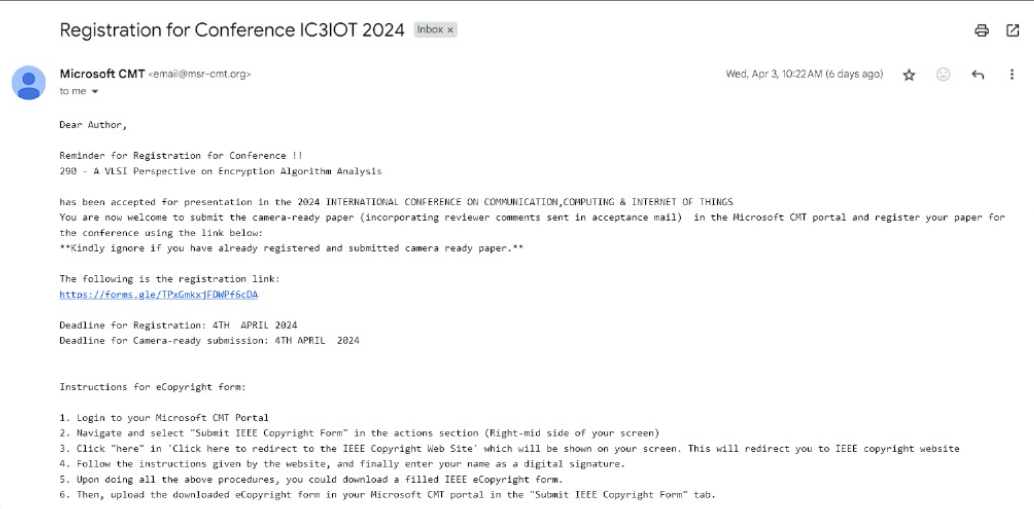 Registration for Conference IC3IOT 2024 Inbox ×
Microsoft CMT <email@msr-cmt.org> Wed, Apr 3, 10:22 AM (6 days ago)
to me
Dear Author,
Reminder for Registration for Conference !!
290 - A VLSI Perspective on Encryption Algorithm Analysis
has been accepted for presentation in the 2024 INTERNATIONAL CONFERENCE ON COMMUNICATION,COMPUTING & INTERNET OF THINGS
You are now welcome to submit the camera-ready paper (incorporating reviewer comments sent in acceptance mail) in the Microsoft CMT portal and register your paper for
the conference using the link below:
**Kindly ignore if you have already registered and submitted camera ready paper.**
The following is the registration link:
https://forms.gle/TPxGmkxjFDWPf6cDA
Deadline for Registration: 4TH APRIL 2024
Deadline for Camera-ready submission: 4TH APRIL 2024
Instructions for eCopyright form:
1. Login to your Microsoft CMT Portal
2. Navigate and select "Submit IEEE Copyright Form" in the actions section (Right-mid side of your screen)
3. Click "here" in 'Click here to redirect to the IEEE Copyright Web Site' which will be shown on your screen. This will redirect you to IEEE copyright website
4. Follow the instructions given by the website, and finally enter your name as a digital signature.
5. Upon doing all the above procedures, you could download a filled IEEE eCopyright form.
6. Then, upload the downloaded eCopyright form in your Microsoft CMT portal in the "Submit IEEE Copyright Form" tab.